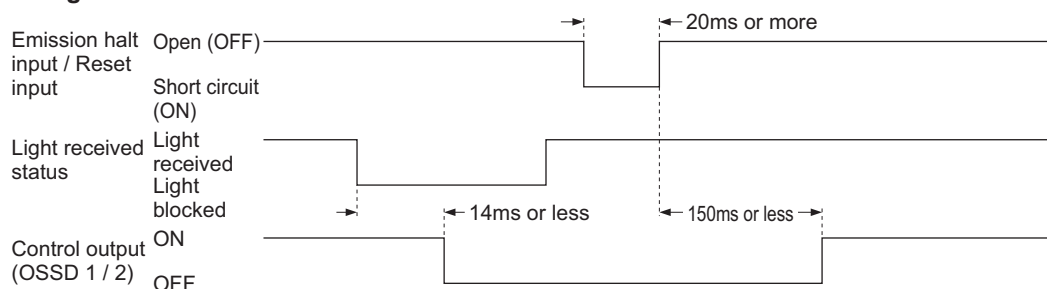 20ms or more
Emission halt
input / Reset
input
Open (OFF)
Short circuit
(ON)
Light received
status
Light
received
Light
blocked
14ms or less
150ms or less
Control output
(OSSD 1 / 2)
ON
OFF